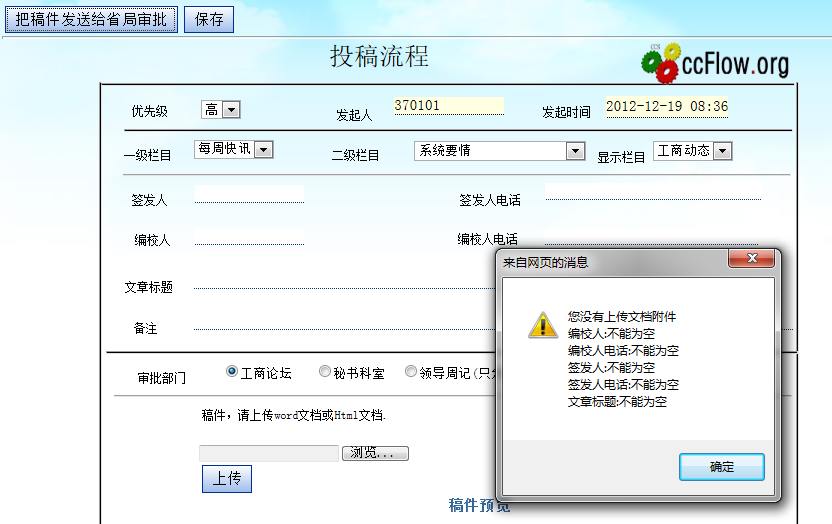 把稿件发送给省局审批 保存
投稿流程
ccFlow.org
优先级 高 发起人 370101 发起时间 2012-12-19 08:36
一级栏目 每周快讯 二级栏目 系统要情 显示栏目 工商动态
签发人 签发人电话
编校人 编校人电话
文章标题
备注
审批部门 工商论坛 秘书科室 领导周记(只
稿件，请上传word文档或Html文档.
浏览...
上传
稿件预览
来自网页的消息
您没有上传文档附件
编校人:不能为空
编校人电话:不能为空
签发人:不能为空
签发人电话:不能为空
文章标题:不能为空
确定